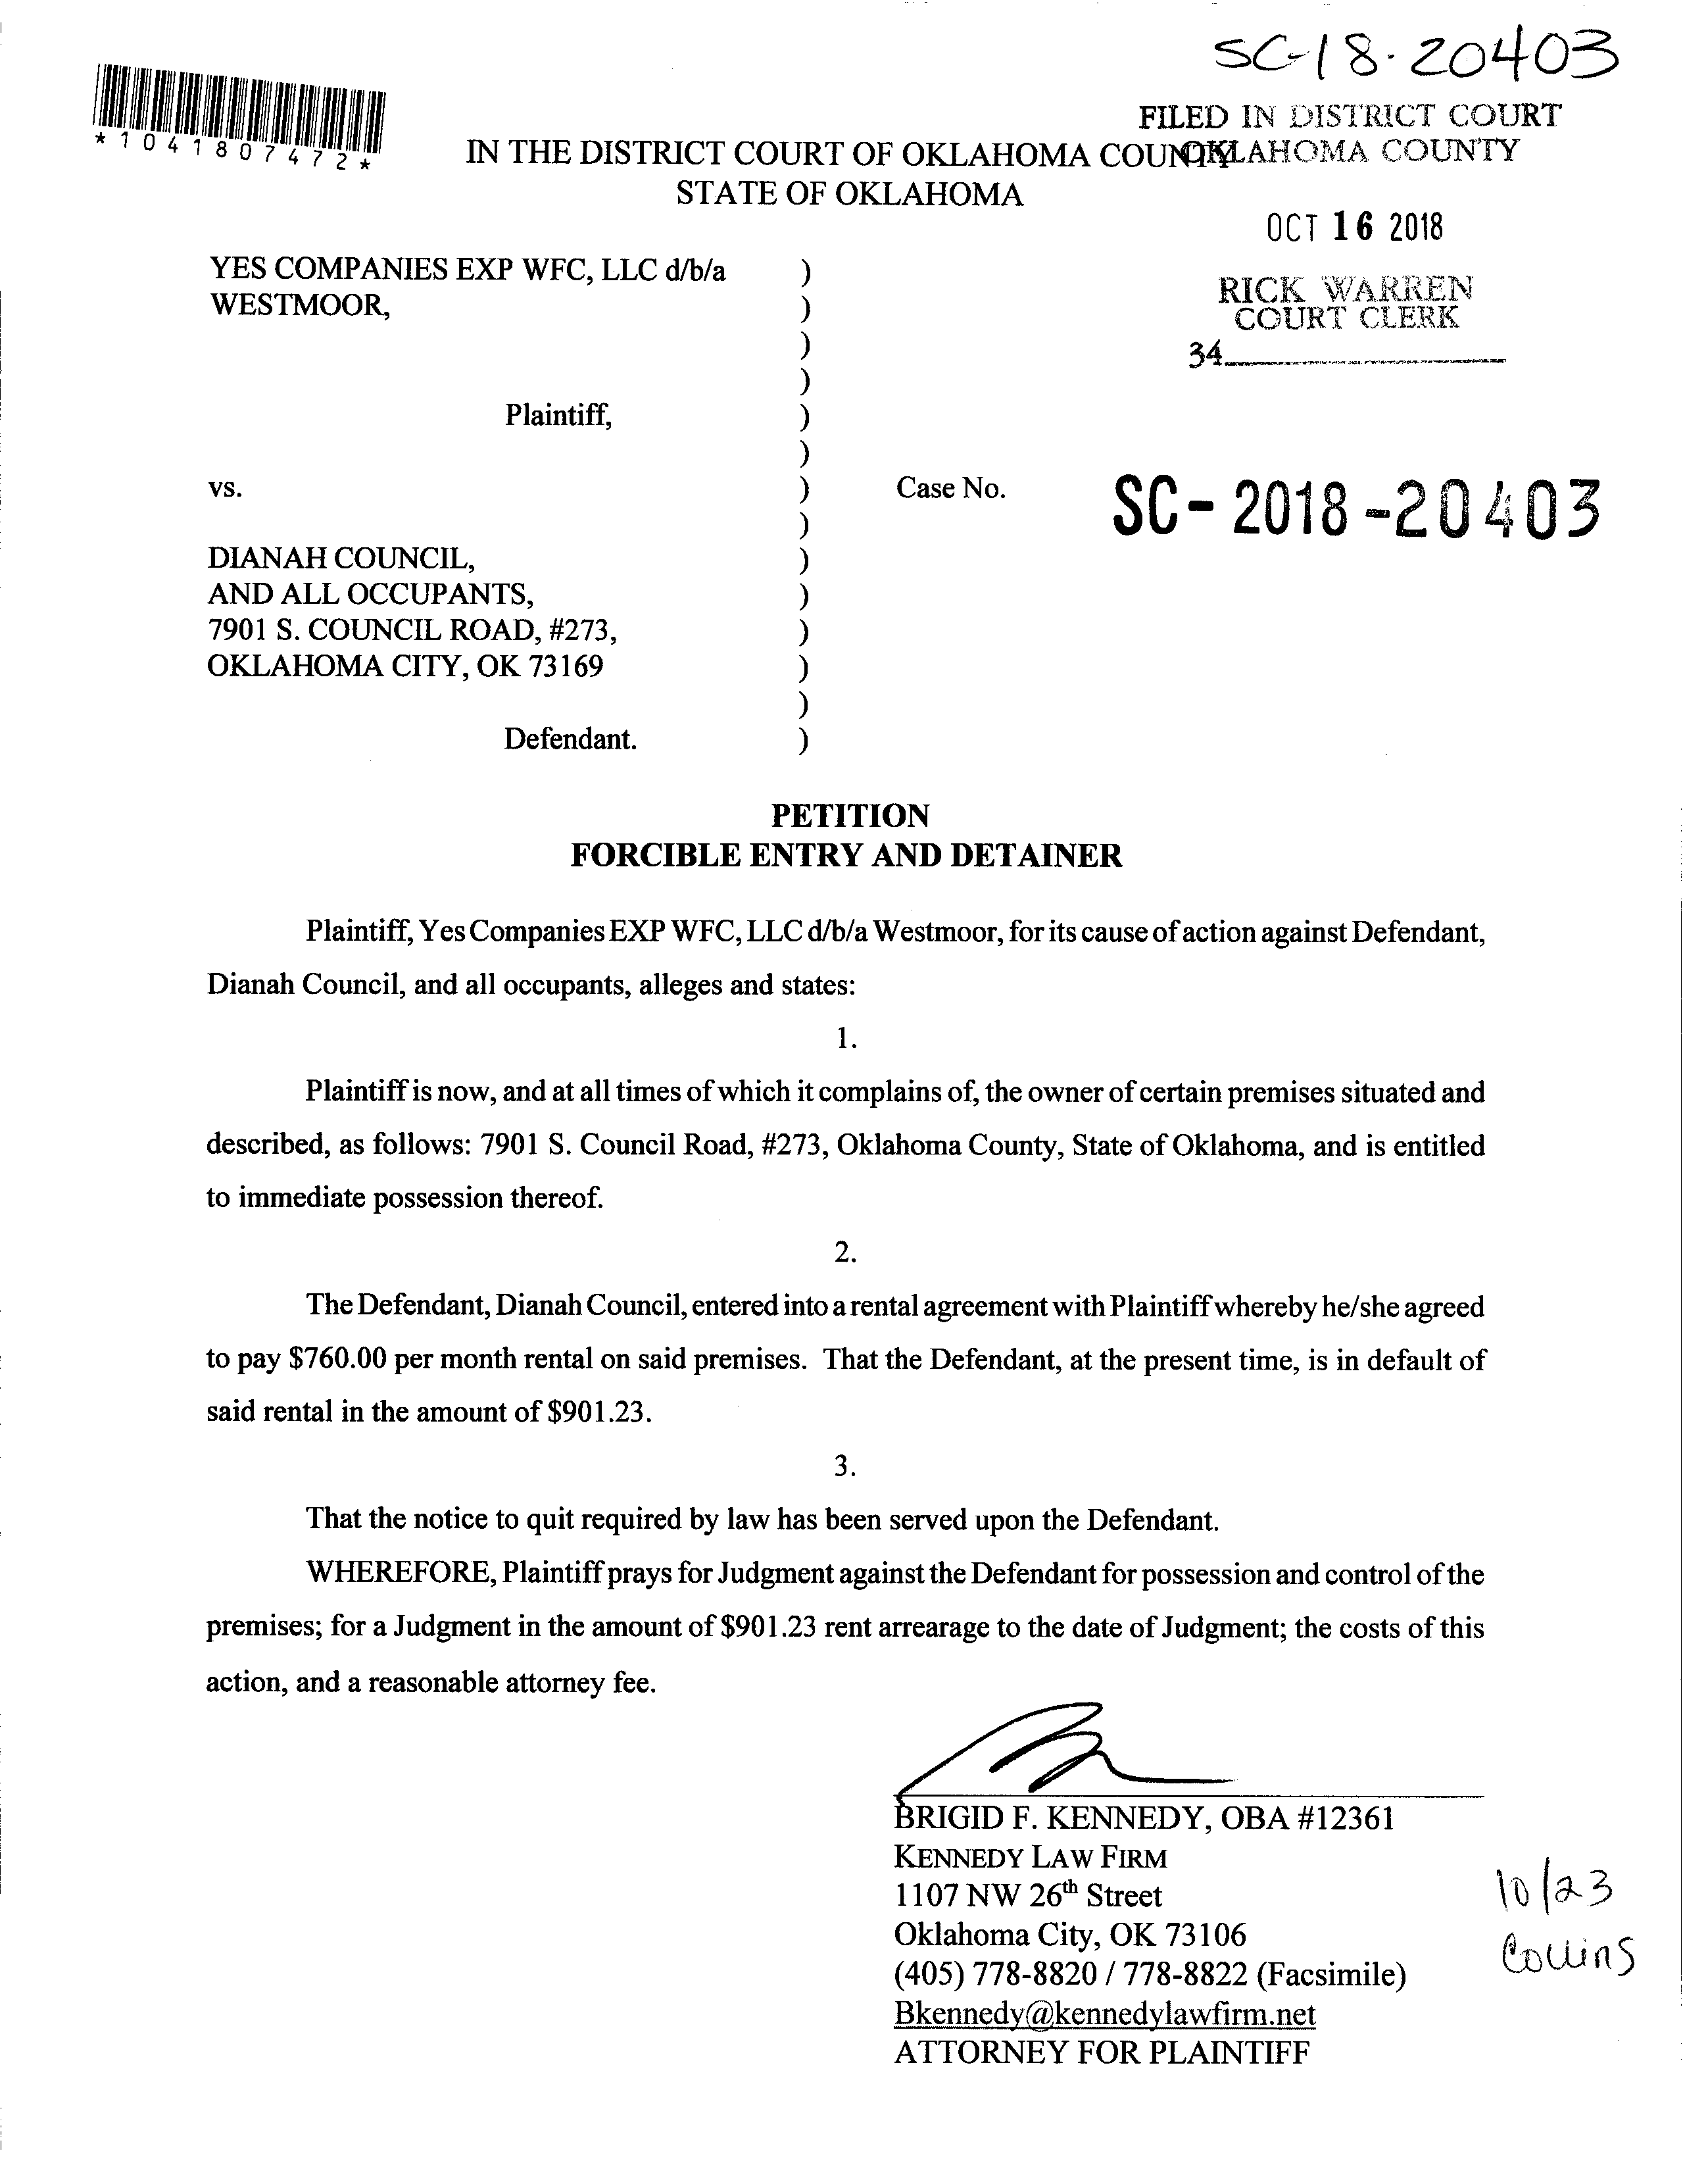 SC-18-20403
*1041807472*
FILED IN DISTRICT COURT
OKLAHOMA COUNTY
IN THE DISTRICT COURT OF OKLAHOMA COUNTY
STATE OF OKLAHOMA
OCT 16 2018
RICK WARREN
COURT CLERK
34
YES COMPANIES EXP WFC, LLC d/b/a )
WESTMOOR, )
)
)
Plaintiff, )
)
vs. ) Case No. SC-2018-20403
)
DIANAH COUNCIL, )
AND ALL OCCUPANTS, )
7901 S. COUNCIL ROAD, #273, )
OKLAHOMA CITY, OK 73169 )
)
Defendant. )
PETITION
FORCIBLE ENTRY AND DETAINER
Plaintiff, Yes Companies EXP WFC, LLC d/b/a Westmoor, for its cause of action against Defendant,
Dianah Council, and all occupants, alleges and states:
1.
Plaintiff is now, and at all times of which it complains of, the owner of certain premises situated and
described, as follows: 7901 S. Council Road, #273, Oklahoma County, State of Oklahoma, and is entitled
to immediate possession thereof.
2.
The Defendant, Dianah Council, entered into a rental agreement with Plaintiff whereby he/she agreed
to pay $760.00 per month rental on said premises. That the Defendant, at the present time, is in default of
said rental in the amount of $901.23.
3.
That the notice to quit required by law has been served upon the Defendant.
WHEREFORE, Plaintiff prays for Judgment against the Defendant for possession and control of the
premises; for a Judgment in the amount of $901.23 rent arrearage to the date of Judgment; the costs of this
action, and a reasonable attorney fee.
BRIGID F. KENNEDY, OBA #12361
KENNEDY LAW FIRM
1107 NW 26th Street
Oklahoma City, OK 73106
(405) 778-8820 / 778-8822 (Facsimile)
Bkennedy@kennedylawfirm.net
ATTORNEY FOR PLAINTIFF
10/23
Collins